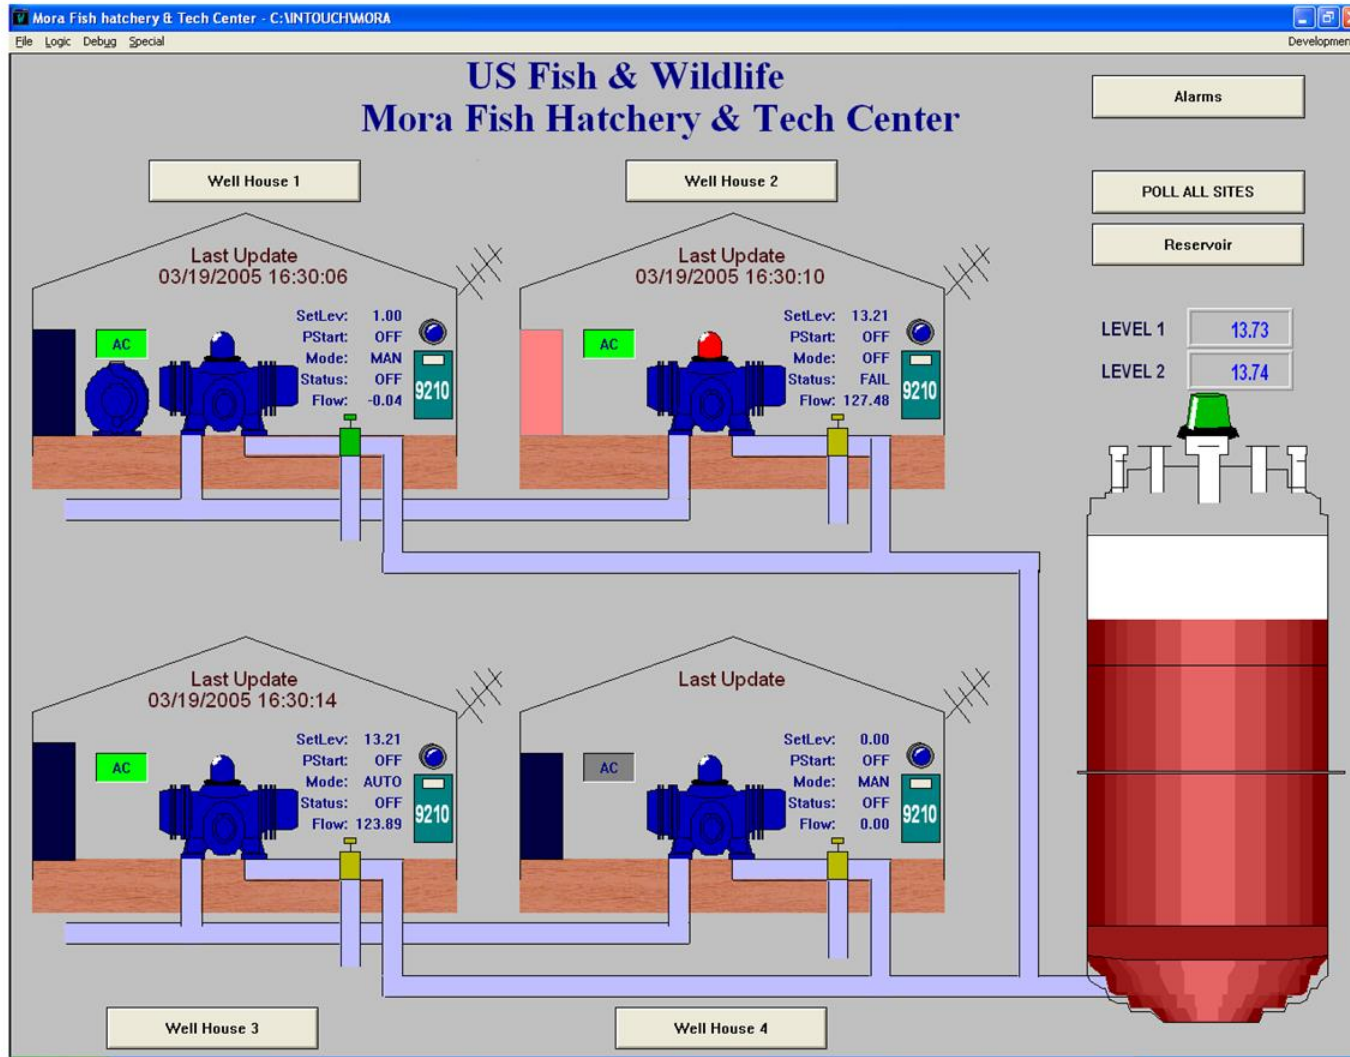 Mora Fish hatchery & Tech Center - C:\INTOUCH\MORA
File Logic Debug Special
Development
US Fish & Wildlife
Mora Fish Hatchery & Tech Center
Alarms
POLL ALL SITES
Reservoir
LEVEL 1 13.73
LEVEL 2 13.74
Well House 1
Last Update
03/19/2005 16:30:06
AC
SetLev: 1.00
PStart: OFF
Mode: MAN
Status: OFF
Flow: -0.04
9210
Well House 2
Last Update
03/19/2005 16:30:10
AC
SetLev: 13.21
PStart: OFF
Mode: OFF
Status: FAIL
Flow: 127.48
9210
Last Update
03/19/2005 16:30:14
AC
SetLev: 13.21
PStart: OFF
Mode: AUTO
Status: OFF
Flow: 123.89
9210
Well House 3
Last Update
AC
SetLev: 0.00
PStart: OFF
Mode: MAN
Status: OFF
Flow: 0.00
9210
Well House 4